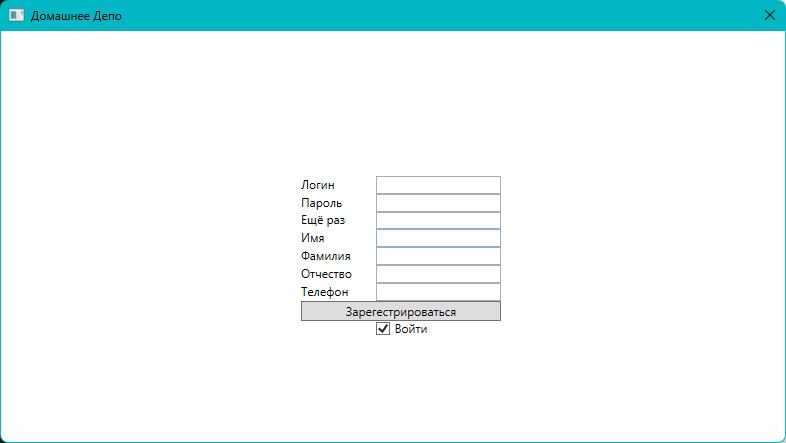 Домашнее Депо
Логин
Пароль
Ещё раз
Имя
Фамилия
Отчество
Телефон
Зарегестрироваться
Войти